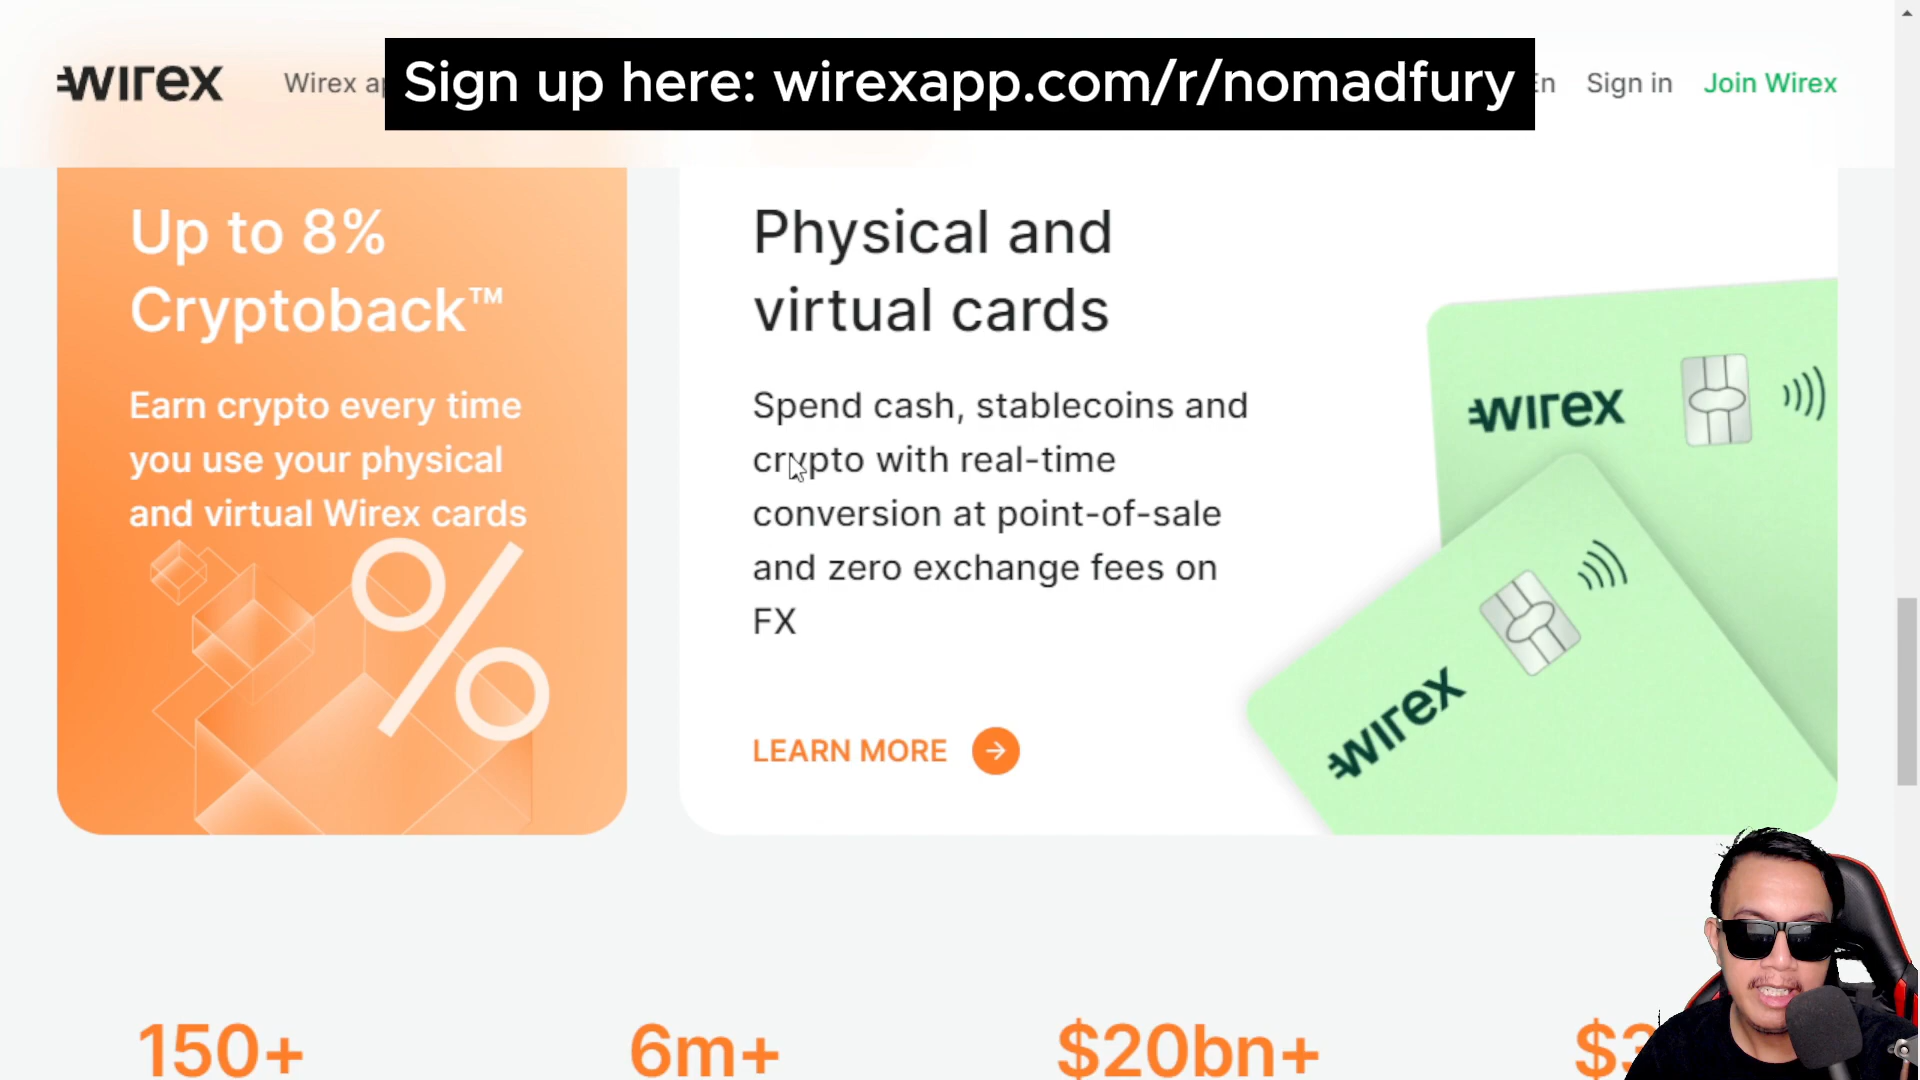 wirex
Wirex a
Sign up here: wirexapp.com/r/nomadfury
En
Sign in
Join Wirex
Up to 8%
Cryptoback™
Earn crypto every time
you use your physical
and virtual Wirex cards
%
Physical and
virtual cards
Spend cash, stablecoins and
crypto with real-time
conversion at point-of-sale
and zero exchange fees on
FX
LEARN MORE
wirex
wirex
150+
6m+
$20bn+